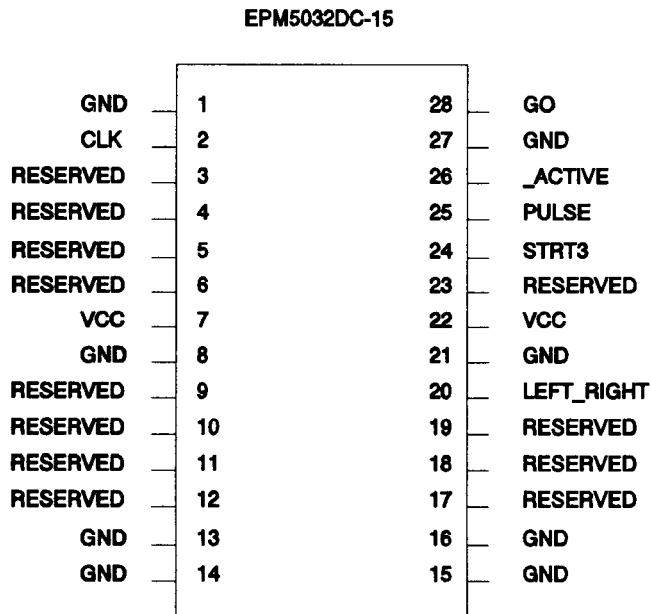 EPM5032DC-15
GND 1 28 GO
CLK 2 27 GND
RESERVED 3 26 _ACTIVE
RESERVED 4 25 PULSE
RESERVED 5 24 STRT3
RESERVED 6 23 RESERVED
VCC 7 22 VCC
GND 8 21 GND
RESERVED 9 20 LEFT_RIGHT
RESERVED 10 19 RESERVED
RESERVED 11 18 RESERVED
RESERVED 12 17 RESERVED
GND 13 16 GND
GND 14 15 GND